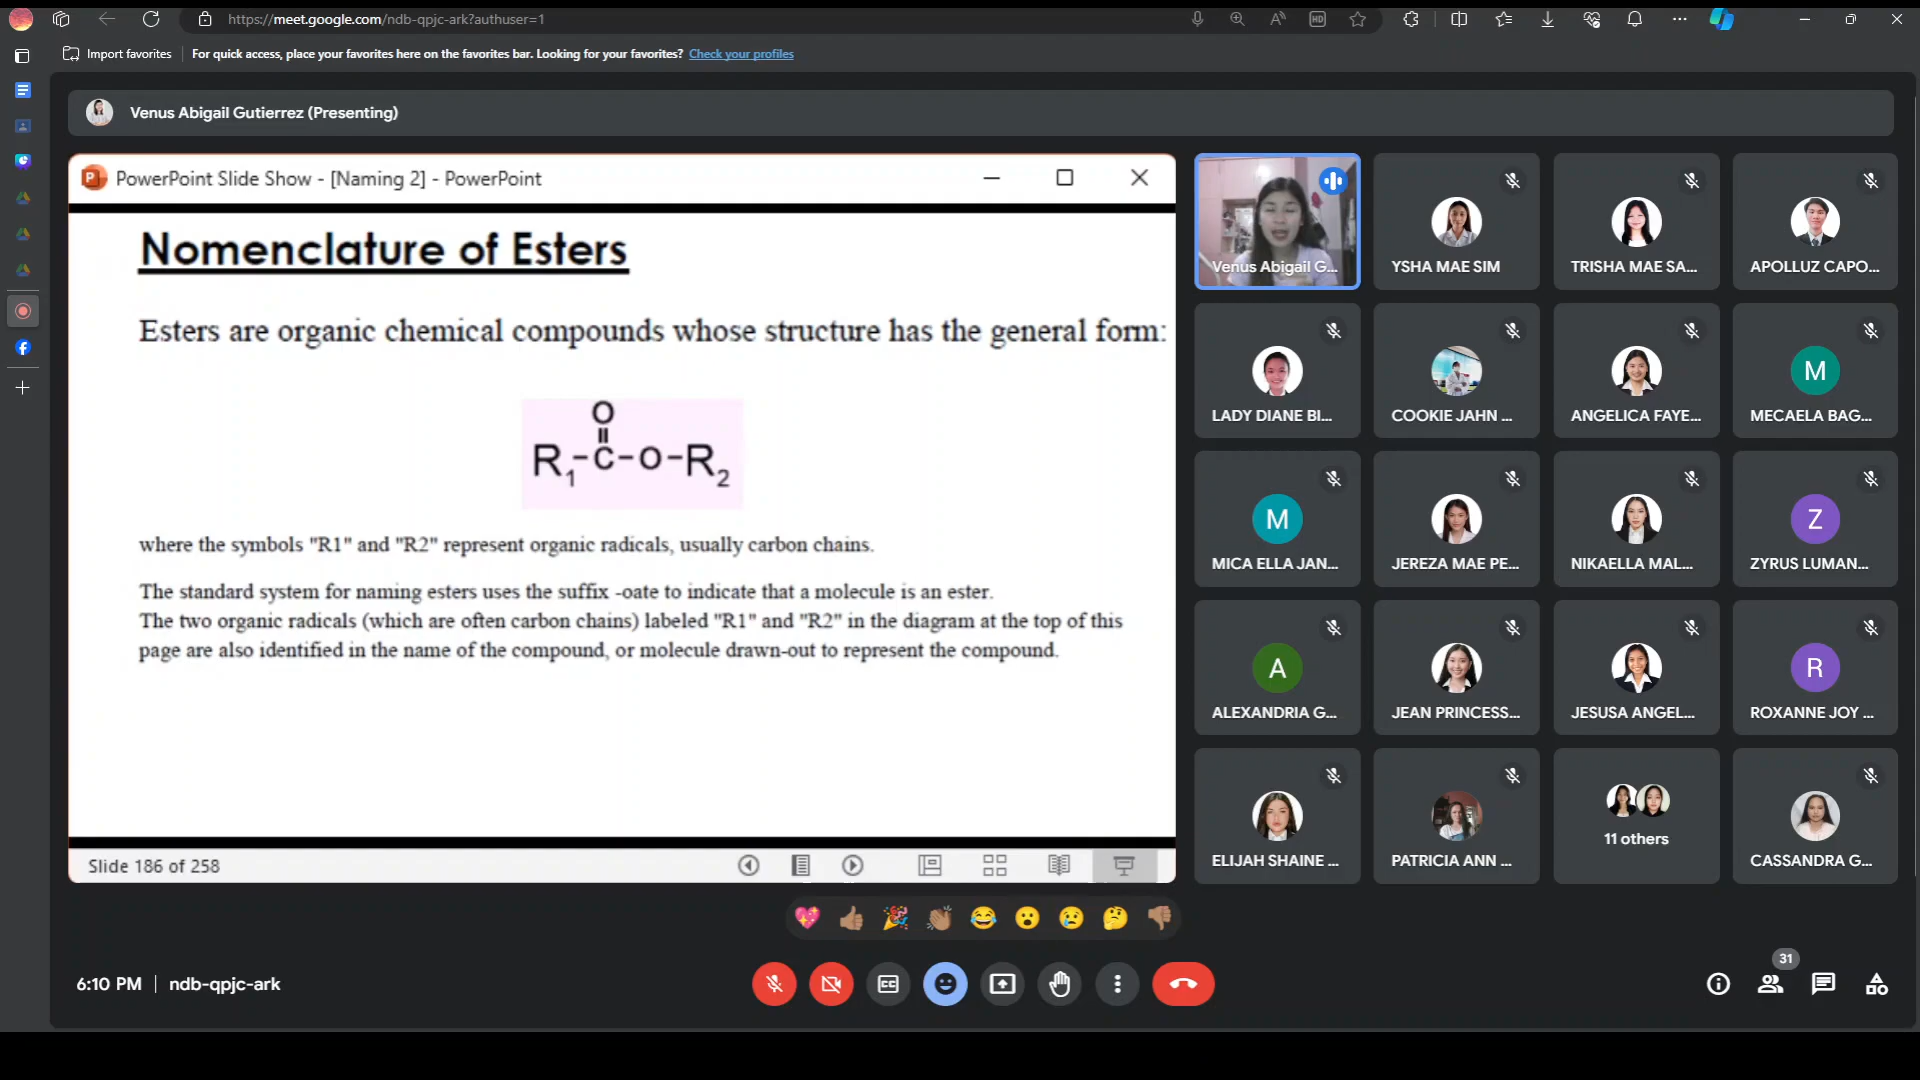 https://meet.google.com/ndb-qpjc-ark?authuser=1
Import favorites
For quick access, place your favorites here on the favorites bar. Looking for your favorites? Check your profiles
Venus Abigail Gutierrez (Presenting)
PowerPoint Slide Show - [Naming 2] - PowerPoint
Nomenclature of Esters
Esters are organic chemical compounds whose structure has the general form:
O
R1-C-O-R2
where the symbols "R1" and "R2" represent organic radicals, usually carbon chains.
The standard system for naming esters uses the suffix -oate to indicate that a molecule is an ester.
The two organic radicals (which are often carbon chains) labeled "R1" and "R2" in the diagram at the top of this
page are also identified in the name of the compound, or molecule drawn-out to represent the compound.
Slide 186 of 258
Venus Abigail G...
YSHA MAE SIM
TRISHA MAE SA...
APOLLUZ CAPO...
LADY DIANE BI...
COOKIE JAHN ...
ANGELICA FAYE...
M
MECAELA BAG...
M
MICA ELLA JAN...
JEREZA MAE PE...
NIKAELLA MAL...
Z
ZYRUS LUMAN...
A
ALEXANDRIA G...
JEAN PRINCESS...
JESUSA ANGEL...
R
ROXANNE JOY ...
ELIJAH SHAINE ...
PATRICIA ANN ...
11 others
CASSANDRA G...
6:10 PM | ndb-qpjc-ark
CC
31